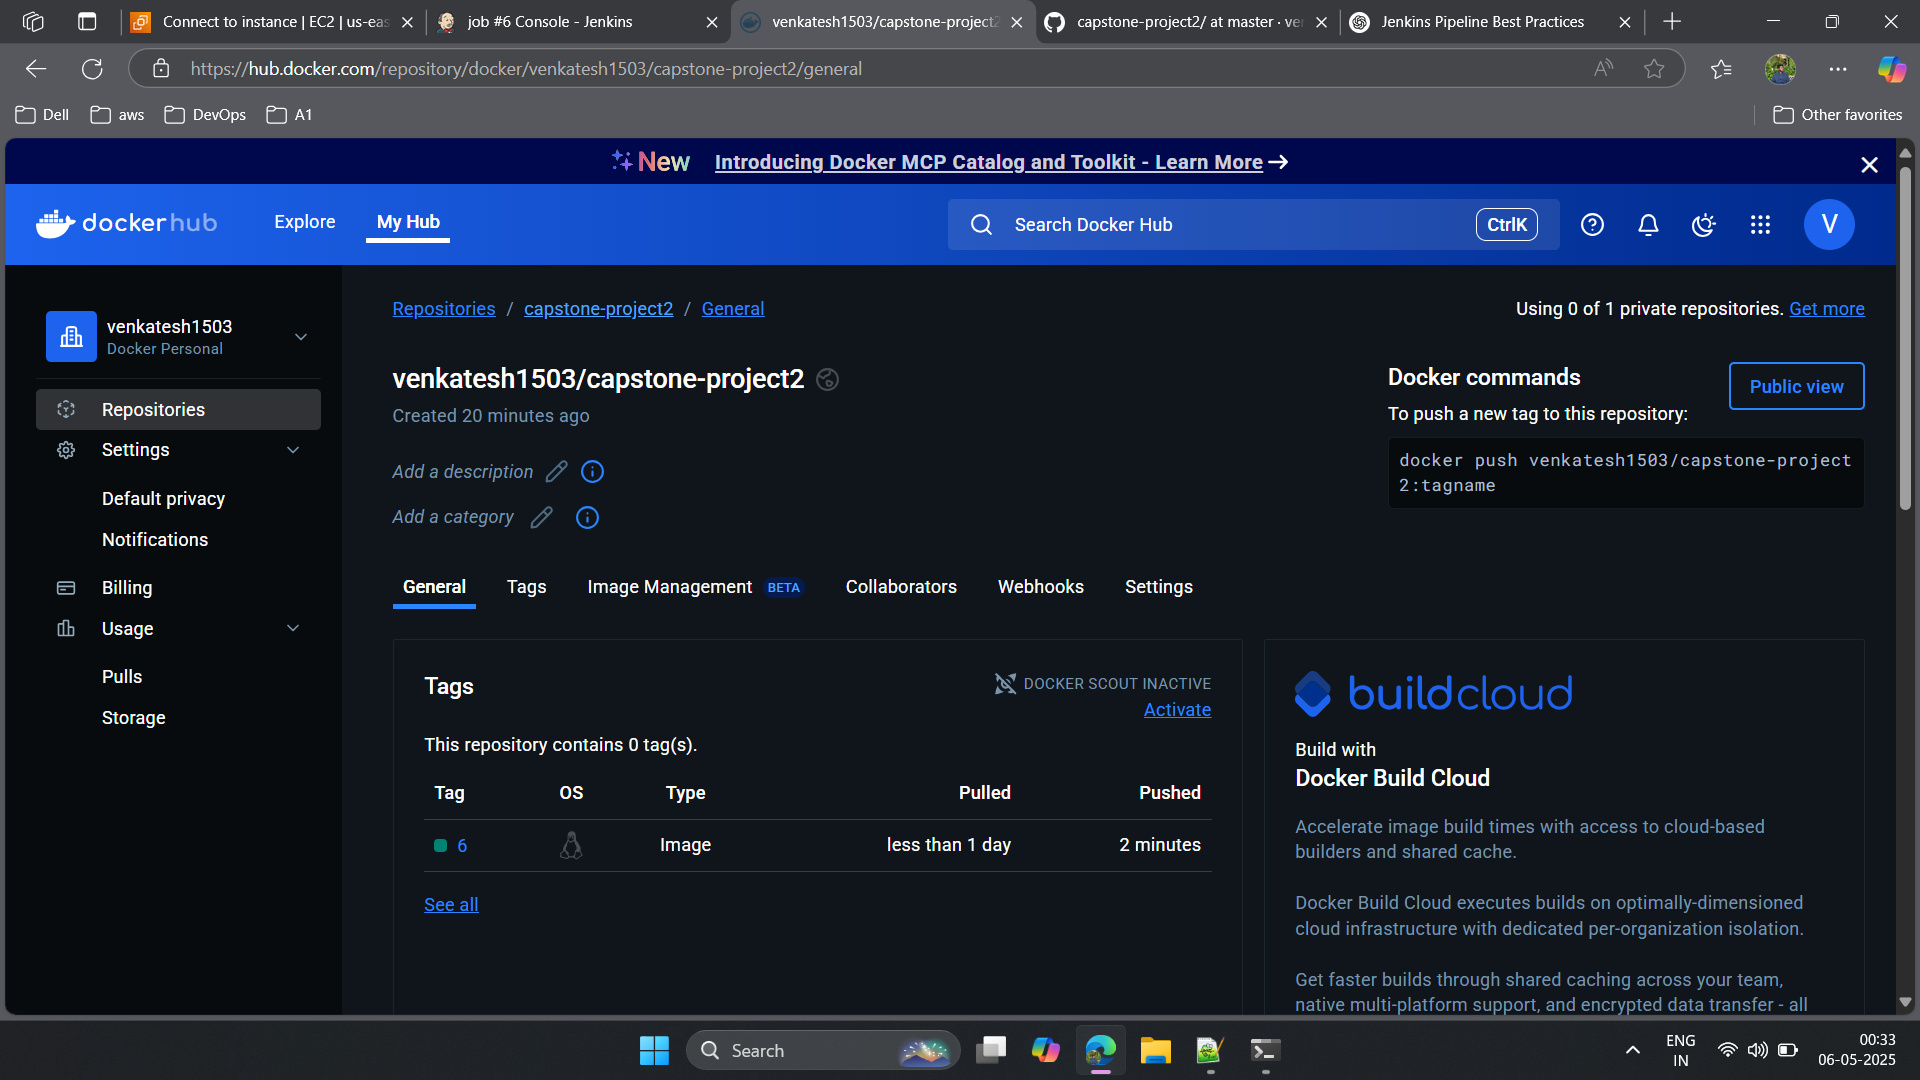 Connect to instance | EC2 | us-eas
job #6 Console - Jenkins
venkatesh1503/capstone-project2
capstone-project2/ at master · ve
Jenkins Pipeline Best Practices
https://hub.docker.com/repository/docker/venkatesh1503/capstone-project2/general
Dell
aws
DevOps
A1
Other favorites
New
Introducing Docker MCP Catalog and Toolkit - Learn More →
dockerhub
Explore
My Hub
Search Docker Hub
CtrlK
V
venkatesh1503
Docker Personal
Repositories
Settings
Default privacy
Notifications
Billing
Usage
Pulls
Storage
Repositories / capstone-project2 / General
Using 0 of 1 private repositories. Get more
venkatesh1503/capstone-project2
Created 20 minutes ago
Add a description
Add a category
Docker commands
Public view
To push a new tag to this repository:
docker push venkatesh1503/capstone-project
2:tagname
General
Tags
Image Management BETA
Collaborators
Webhooks
Settings
Tags
DOCKER SCOUT INACTIVE
Activate
This repository contains 0 tag(s).
Tag OS Type Pulled Pushed
6 Image less than 1 day 2 minutes
See all
buildcloud
Build with
Docker Build Cloud
Accelerate image build times with access to cloud-based
builders and shared cache.
Docker Build Cloud executes builds on optimally-dimensioned
cloud infrastructure with dedicated per-organization isolation.
Get faster builds through shared caching across your team,
native multi-platform support, and encrypted data transfer - all
Search
ENG
IN
00:33
06-05-2025